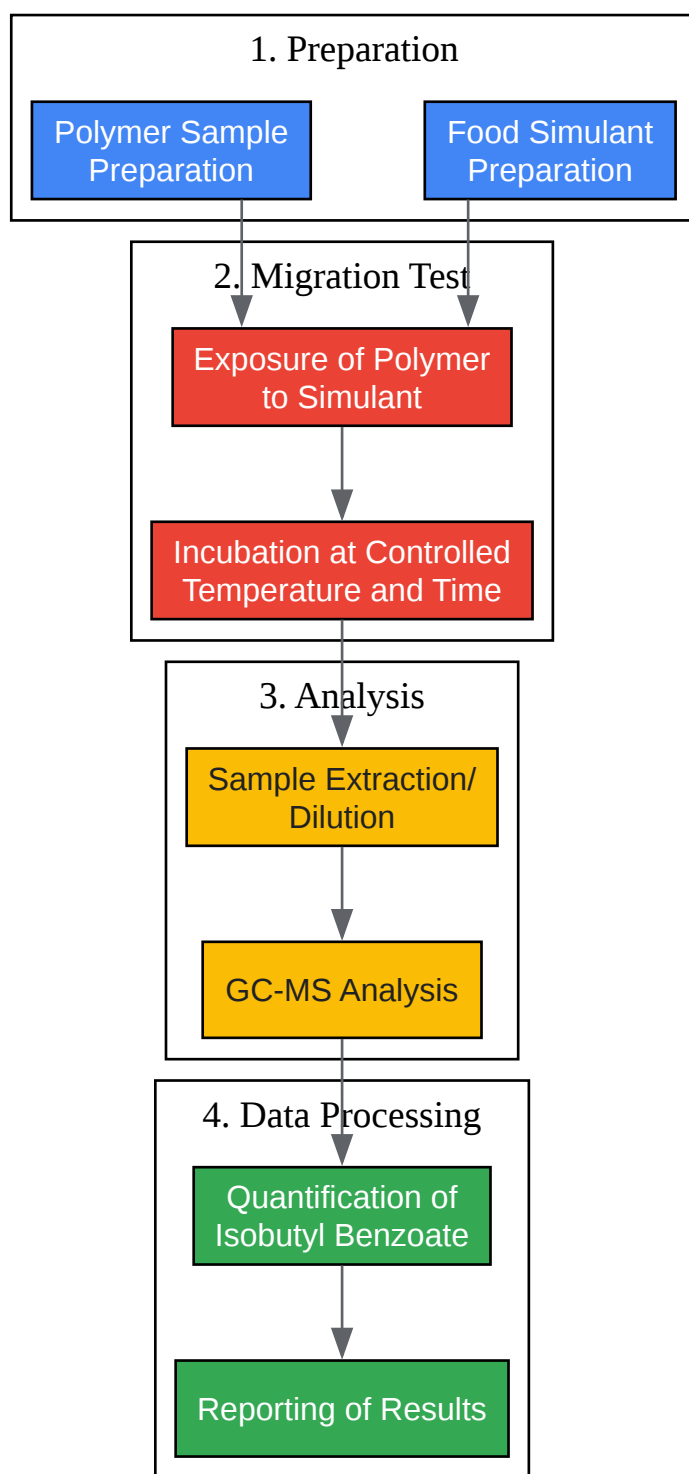 1. Preparation
Polymer Sample
Preparation
Food Simulant
Preparation
2. Migration Test
Exposure of Polymer
to Simulant
Incubation at Controlled
Temperature and Time
3. Analysis
Sample Extraction/
Dilution
GC-MS Analysis
4. Data Processing
Quantification of
Isobutyl Benzoate
Reporting of Results